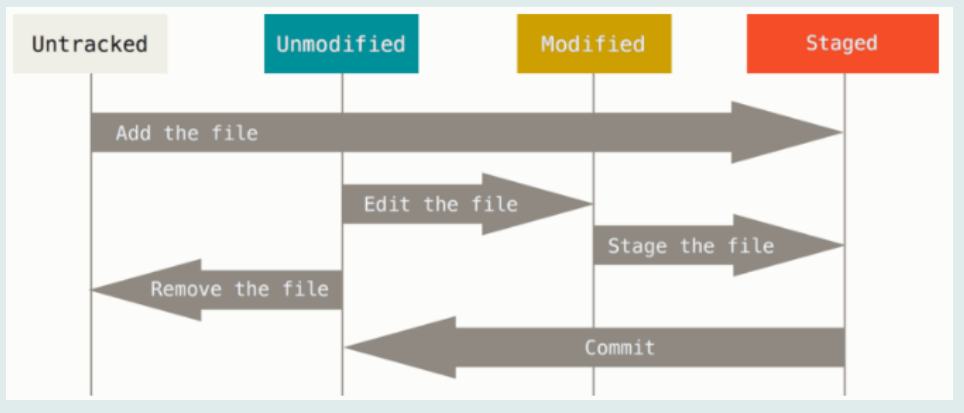 Untracked
Unmodified
Modified
Staged
Add the file
Edit the file
Stage the file
Remove the file
Commit